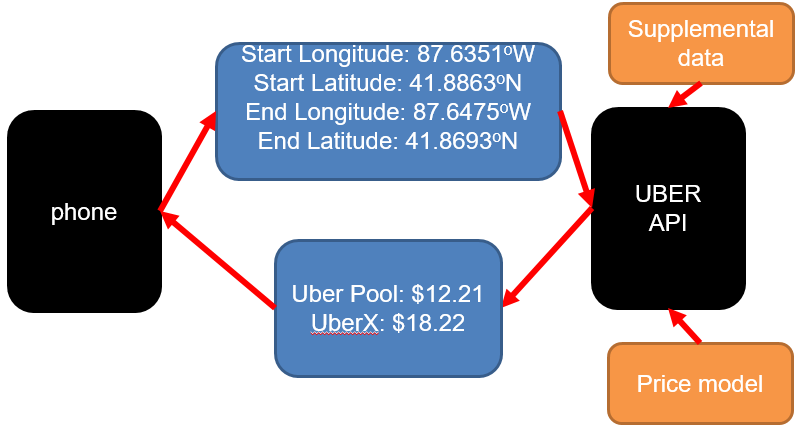 Supplemental
data
Start Longitude: 87.6351ºW
Start Latitude: 41.8863ºN
End Longitude: 87.6475ºW
End Latitude: 41.8693ºN
phone
UBER
API
Uber Pool: $12.21
UberX: $18.22
Price model